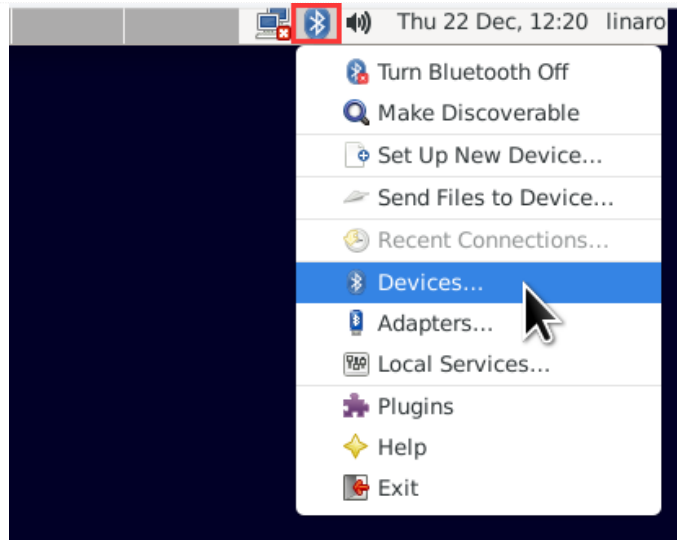 Thu 22 Dec, 12:20 linaro
Turn Bluetooth Off
Make Discoverable
Set Up New Device...
Send Files to Device...
Recent Connections...
Devices...
Adapters...
Local Services...
Plugins
Help
Exit